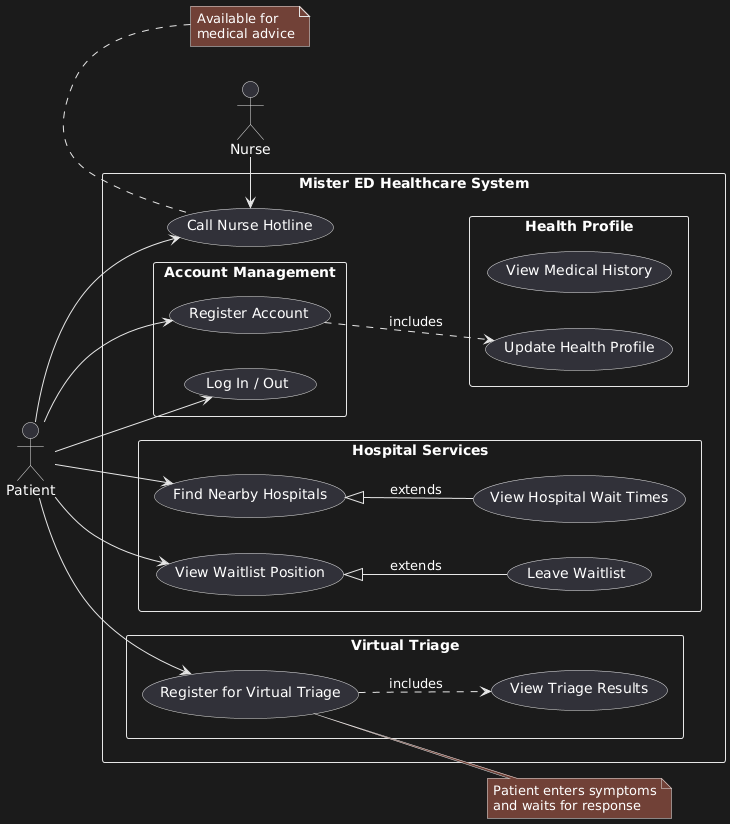 Available for
medical advice
Nurse
Mister ED Healthcare System
Call Nurse Hotline
Health Profile
View Medical History
Account Management
Register Account
includes
Update Health Profile
Log In / Out
Patient
Hospital Services
Find Nearby Hospitals
extends
View Hospital Wait Times
View Waitlist Position
extends
Leave Waitlist
Virtual Triage
Register for Virtual Triage
includes
View Triage Results
Patient enters symptoms
and waits for response